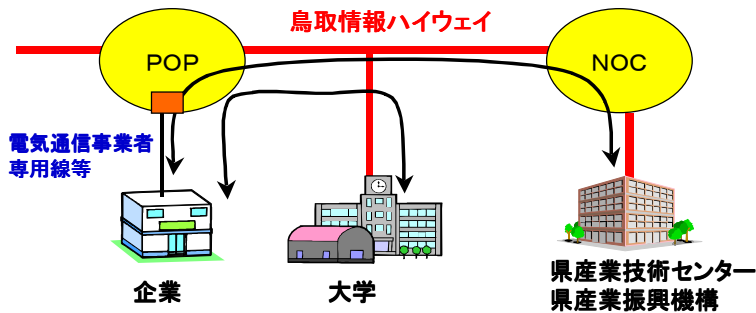 鳥取情報ハイウェイ
POP
NOC
電気通信事業者
専用線等
企業
大学
県産業技術センター
県産業振興機構